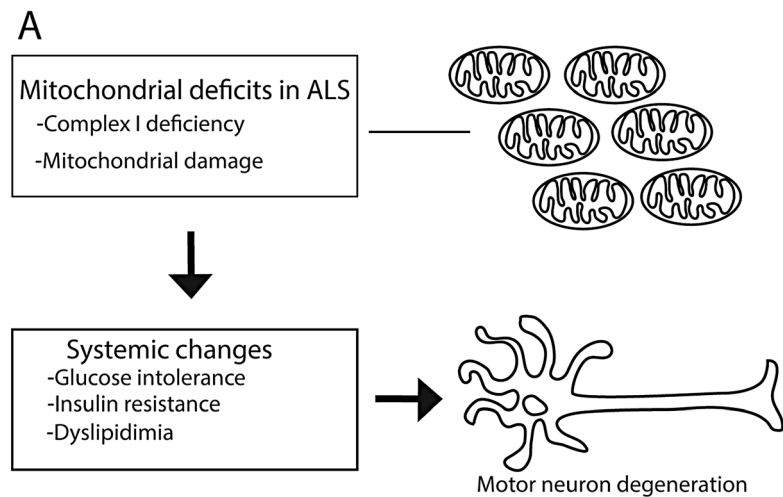 A
Mitochondrial deficits in ALS
-Complex I deficiency
-Mitochondrial damage
Systemic changes
-Glucose intolerance
-Insulin resistance
-Dyslipidimia
Motor neuron degeneration